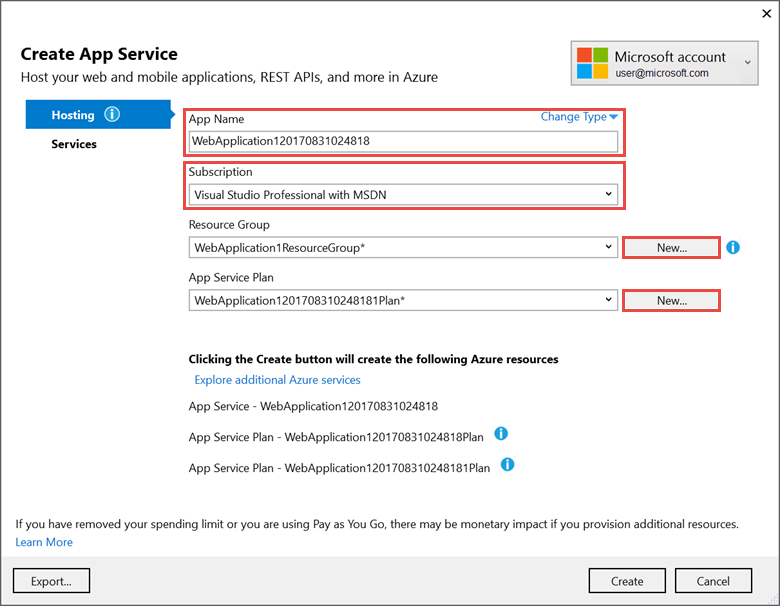 Create App Service
Host your web and mobile applications, REST APIs, and more in Azure
Microsoft account
user@microsoft.com
Hosting
Services
App Name
Change Type
WebApplication120170831024818
Subscription
Visual Studio Professional with MSDN
Resource Group
WebApplication1ResourceGroup*
New...
App Service Plan
WebApplication1201708310248181Plan*
New...
Clicking the Create button will create the following Azure resources
Explore additional Azure services
App Service - WebApplication120170831024818
App Service Plan - WebApplication120170831024818Plan
App Service Plan - WebApplication1201708310248181Plan
If you have removed your spending limit or you are using Pay as You Go, there may be monetary impact if you provision additional resources.
Learn More
Export...
Create
Cancel